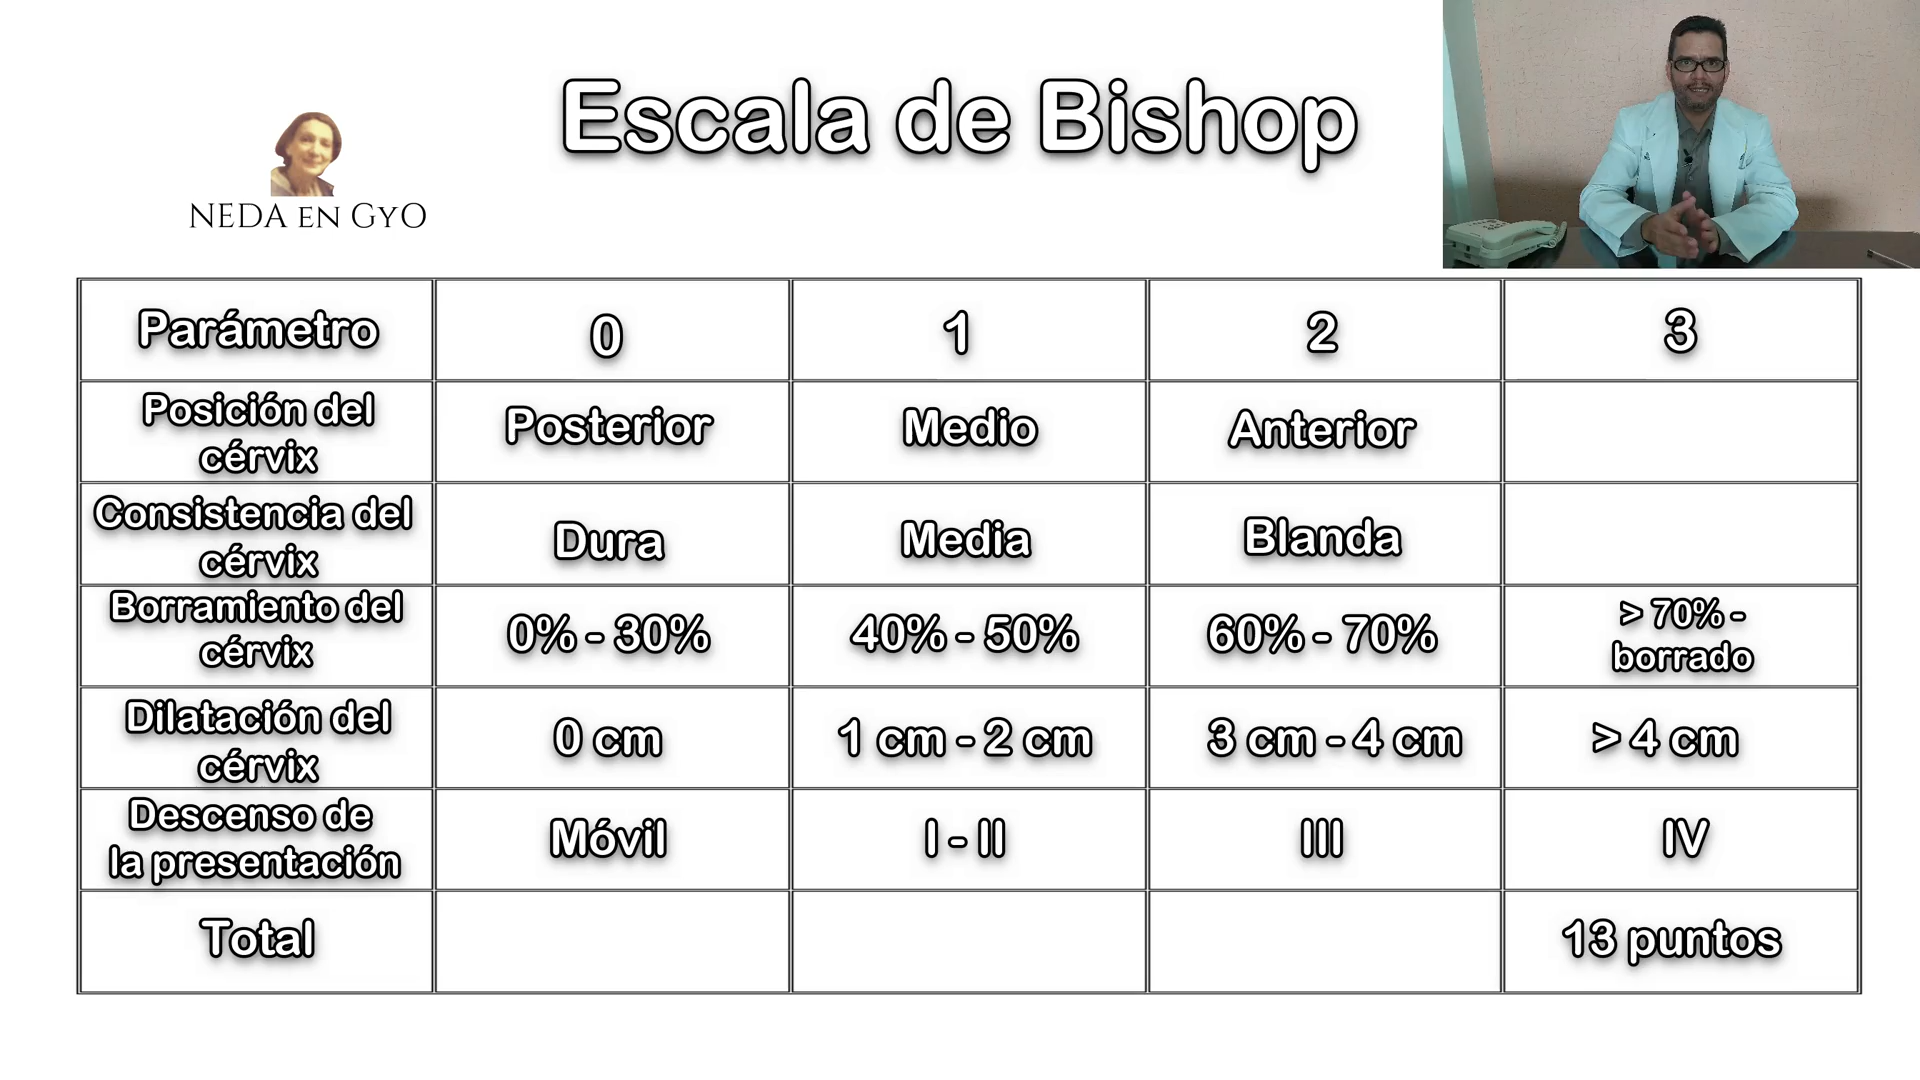 Escala de Bishop
NEDA EN GYO
Parámetro 0 1 2 3
Posición del
cérvix
Posterior Medio Anterior
Consistencia del
cérvix
Dura Media Blanda
Borramiento del
cérvix
0% - 30% 40% - 50% 60% - 70%
> 70% -
borrado
Dilatación del
cérvix
0 cm 1 cm - 2 cm 3 cm - 4 cm > 4 cm
Descenso de
la presentación
Móvil I - II III IV
Total 13 puntos